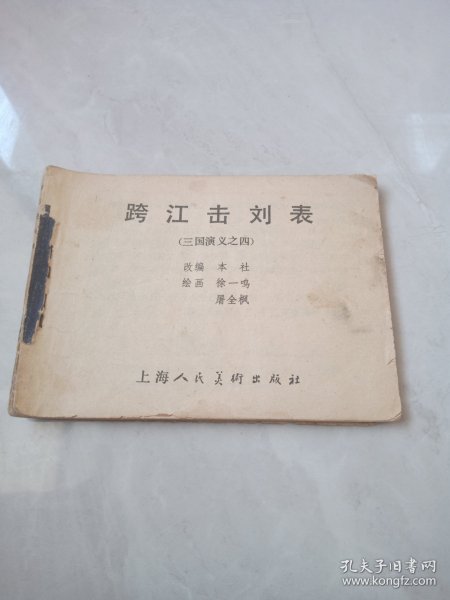 跨江击刘表
(三国演义之四)
改编 本社
绘画 徐一鸣
屠全枫
上海人民美術出版社
孔夫子旧书网
www.kongfz.com